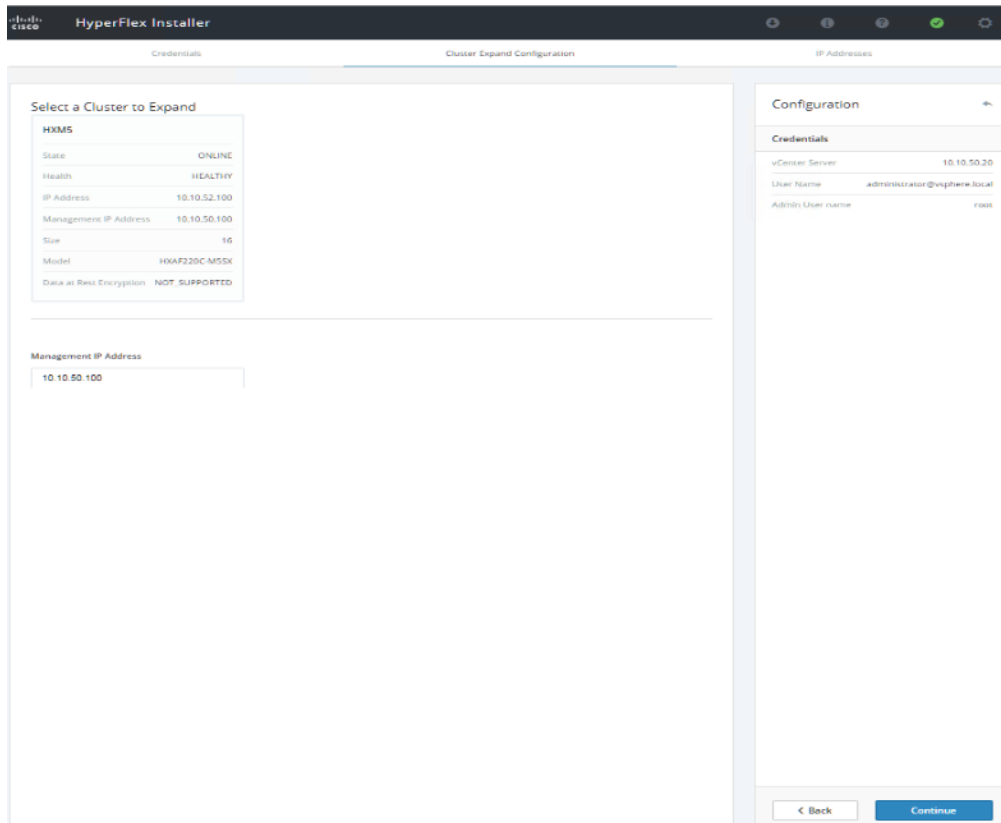 cisco HyperFlex Installer
Credentials Cluster Expand Configuration IP Addresses
Select a Cluster to Expand
HXM5
State ONLINE
Health HEALTHY
IP Address 10.10.52.100
Management IP Address 10.10.50.100
Size 16
Model HXAF220C-M5SX
Data at Rest Encryption NOT_SUPPORTED
Management IP Address
10.10.50.100
Configuration
Credentials
vCenter Server 10.10.50.20
User Name administrator@vsphere.local
Admin User name root
< Back Continue